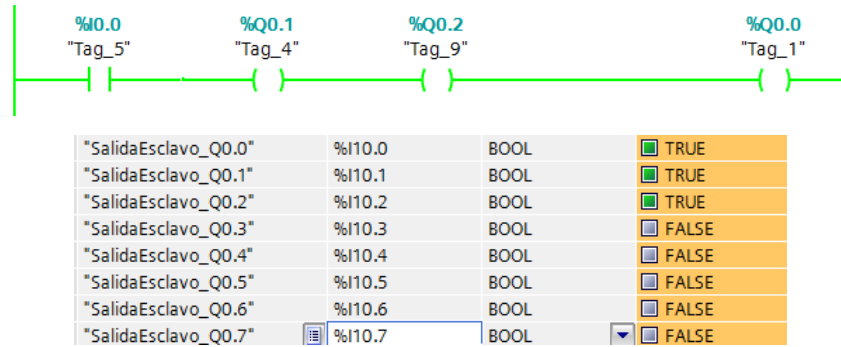 %I0.0 %Q0.1 %Q0.2 %Q0.0
"Tag_5" "Tag_4" "Tag_9" "Tag_1"
"SalidaEsclavo_Q0.0" %I10.0 BOOL TRUE
"SalidaEsclavo_Q0.1" %I10.1 BOOL TRUE
"SalidaEsclavo_Q0.2" %I10.2 BOOL TRUE
"SalidaEsclavo_Q0.3" %I10.3 BOOL FALSE
"SalidaEsclavo_Q0.4" %I10.4 BOOL FALSE
"SalidaEsclavo_Q0.5" %I10.5 BOOL FALSE
"SalidaEsclavo_Q0.6" %I10.6 BOOL FALSE
"SalidaEsclavo_Q0.7" %I10.7 BOOL FALSE